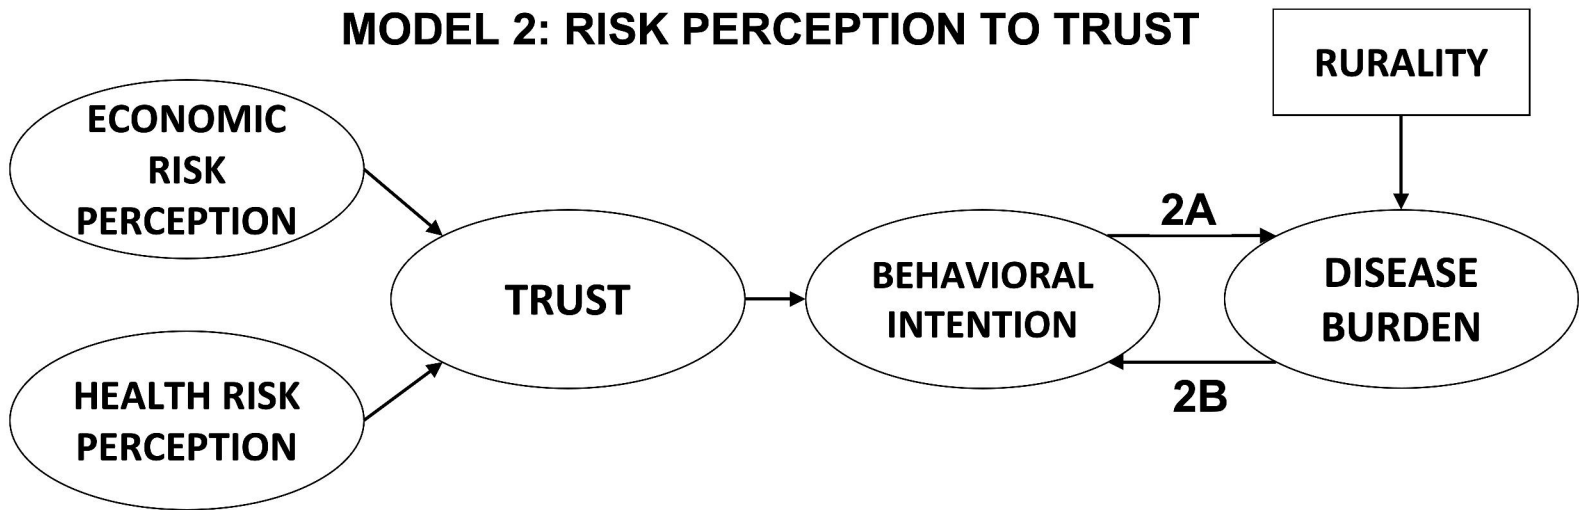 MODEL 2: RISK PERCEPTION TO TRUST
RURALITY
ECONOMIC
RISK
PERCEPTION
HEALTH RISK
PERCEPTION
TRUST
BEHAVIORAL
INTENTION
2A
2B
DISEASE
BURDEN